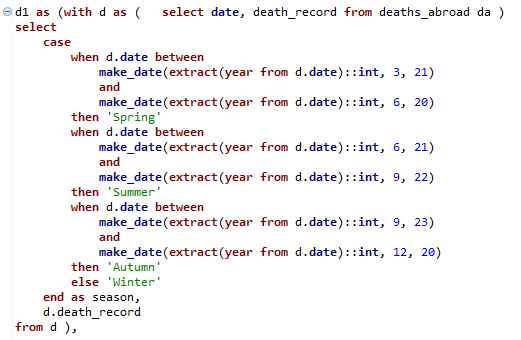 d1 as (with d as (   select date, death_record from deaths_abroad da )
select
    case
        when d.date between
            make_date(extract(year from d.date)::int, 3, 21)
            and
            make_date(extract(year from d.date)::int, 6, 20)
        then 'Spring'
        when d.date between
            make_date(extract(year from d.date)::int, 6, 21)
            and
            make_date(extract(year from d.date)::int, 9, 22)
        then 'Summer'
        when d.date between
            make_date(extract(year from d.date)::int, 9, 23)
            and
            make_date(extract(year from d.date)::int, 12, 20)
        then 'Autumn'
        else 'Winter'
    end as season,
    d.death_record
from d ),